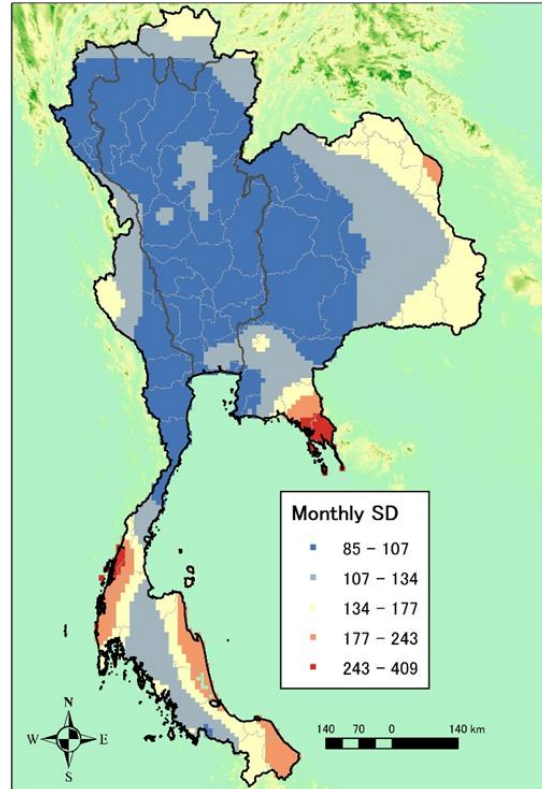 Monthly SD
85 – 107
107 – 134
134 – 177
177 – 243
243 – 409
N
W E
S
140 70 0 140 km